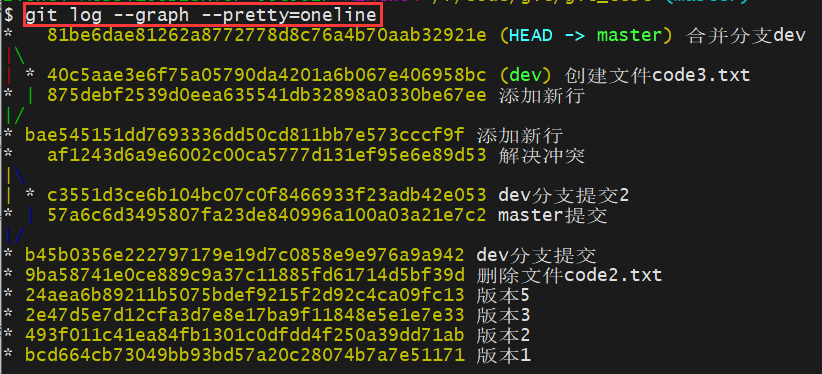 $ git log --graph --pretty=oneline
*   81be6dae81262a8772778d8c76a4b70aab32921e (HEAD -> master) 合并分支dev
|\
| * 40c5aae3e6f75a05790da4201a6b067e406958bc (dev) 创建文件code3.txt
* | 875debf2539d0eea635541db32898a0330be67ee 添加新行
|/
* bae545151dd7693336dd50cd811bb7e573cccf9f 添加新行
*   af1243d6a9e6002c00ca5777d131ef95e6e89d53 解决冲突
|\
| * c3551d3ce6b104bc07c0f8466933f23adb42e053 dev分支提交2
* | 57a6c6d3495807fa23de840996a100a03a21e7c2 master提交
|/
* b45b0356e222797179e19d7c0858e9e976a9a942 dev分支提交
* 9ba58741e0ce889c9a37c11885fd61714d5bf39d 删除文件code2.txt
* 24aea6b89211b5075bdef9215f2d92c4ca09fc13 版本5
* 2e47d5e7d12cfa3d7e8e17ba9f11848e5e1e7e33 版本3
* 493f011c41ea84fb1301c0dfdd4f250a39dd71ab 版本2
* bcd664cb73049bb93bd57a20c28074b7a7e51171 版本1